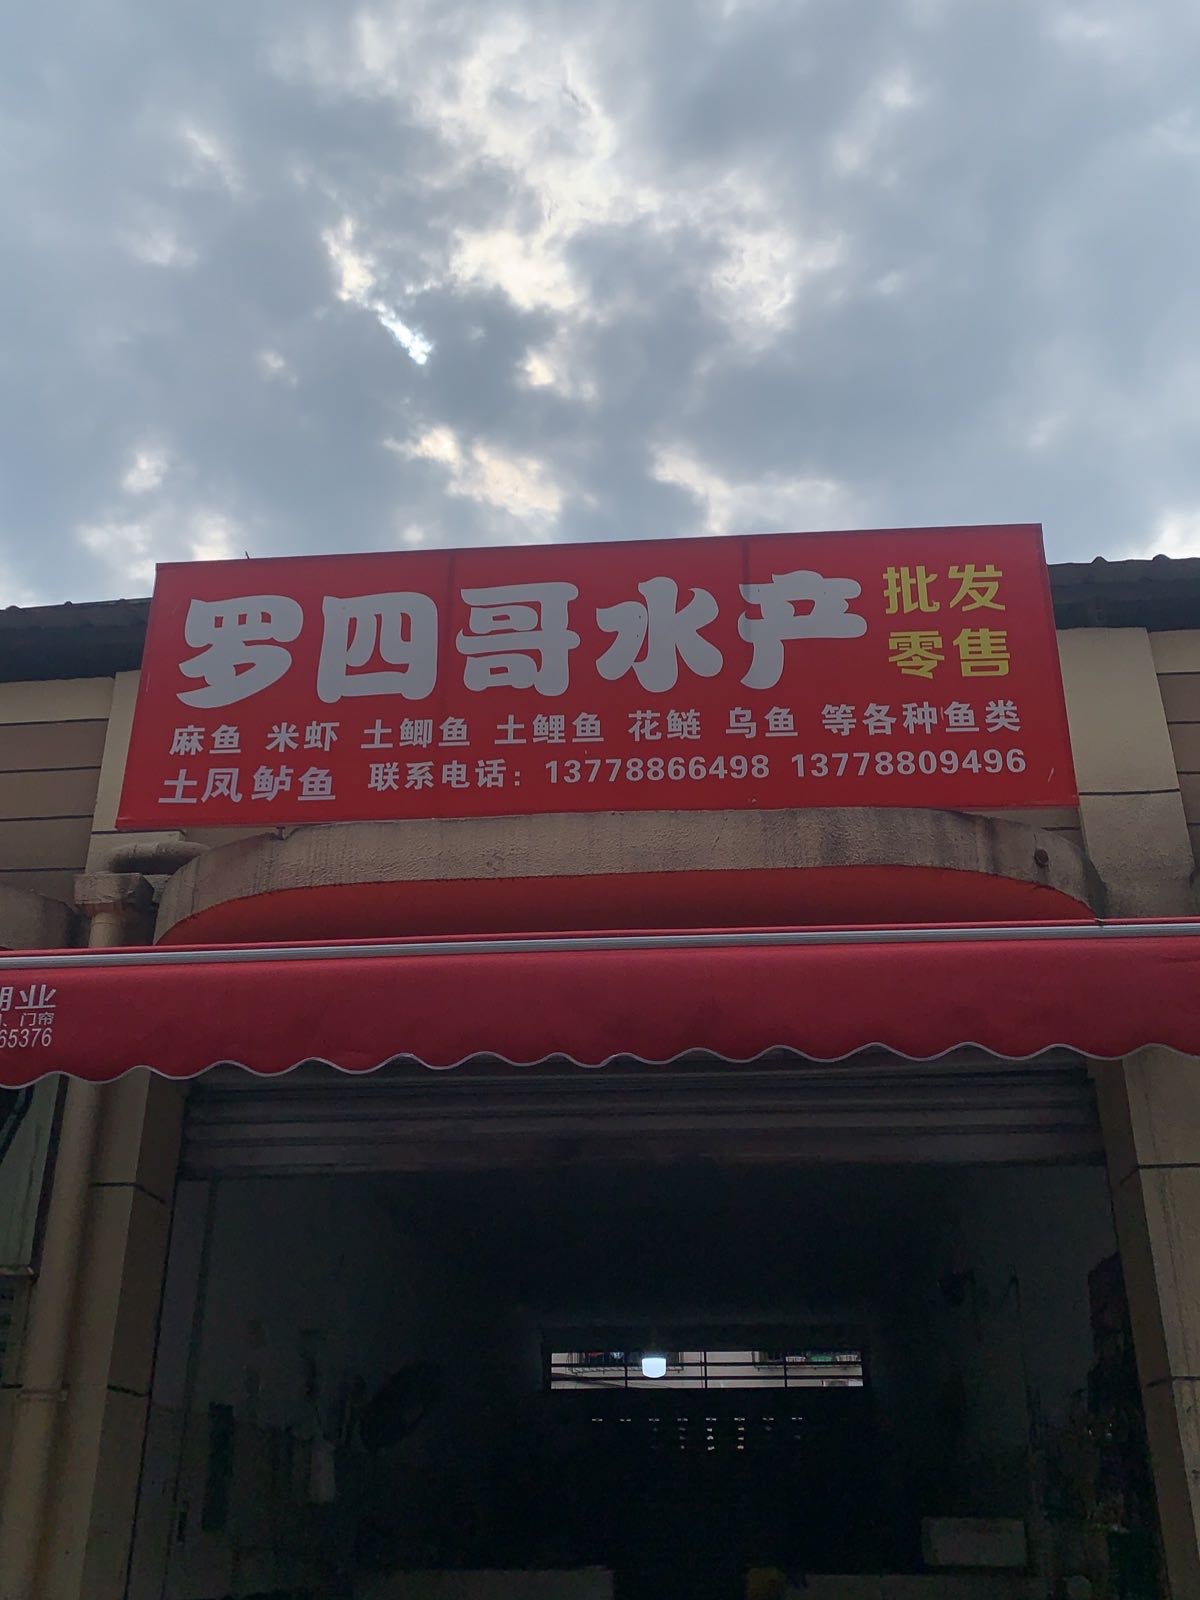 罗四哥水产
批发
零售
麻鱼 米虾 土鲫鱼 土鲤鱼 花鲢 乌鱼 等各种鱼类
土凤鲈鱼 联系电话：13778866498 13778809496
业
、门帘
65376